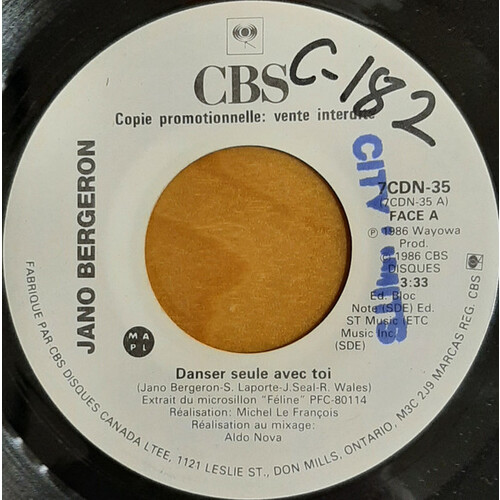 CBS
C-182
Copie promotionnelle: vente interdite
CITY
JANO BERGERON
7CDN-35
(7CDN-35 A)
FACE A
℗ 1986 Wayowa
Prod.
© 1986 CBS
DISQUES
3:33
Ed. Bloc
Note (SDE) Ed.
ST Music (ETC
Music Inc.
(SDE)
MA
PL
Danser seule avec toi
(Jano Bergeron-S. Laporte-J.Seal-R. Wales)
Extrait du microsillon "Féline" PFC-80114
Réalisation: Michel Le François
Réalisation au mixage:
Aldo Nova
FABRIQUE PAR CBS DISQUES CANADA LTEE, 1121 LESLIE ST., DON MILLS, ONTARIO, M3C 2J9 MARCAS REG. CBS